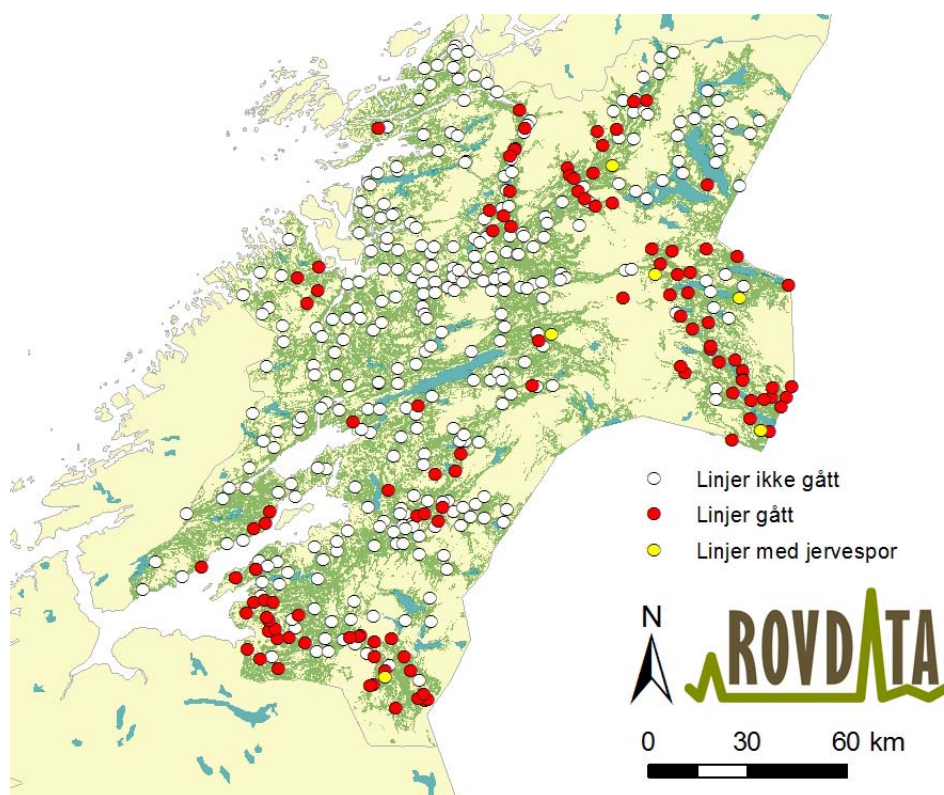 Linjer ikke gått
Linjer gått
Linjer med jervespor
N
ROVDATA
0 30 60 km